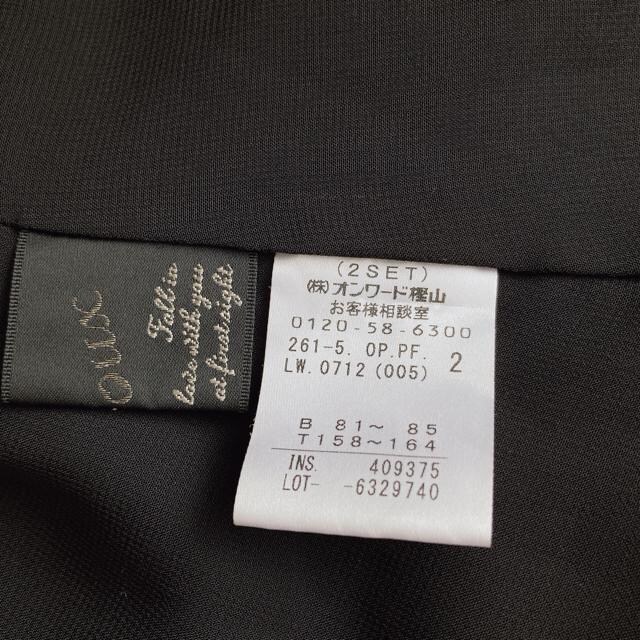 Fall in
love with you
at first sight
(2SET)
(株)オンワード樫山
お客様相談室
0120-58-6300
261-5. OP.PF. 2
LW.0712(005)
B 81~ 85
T158~164
INS. 409375
LOT- -6329740